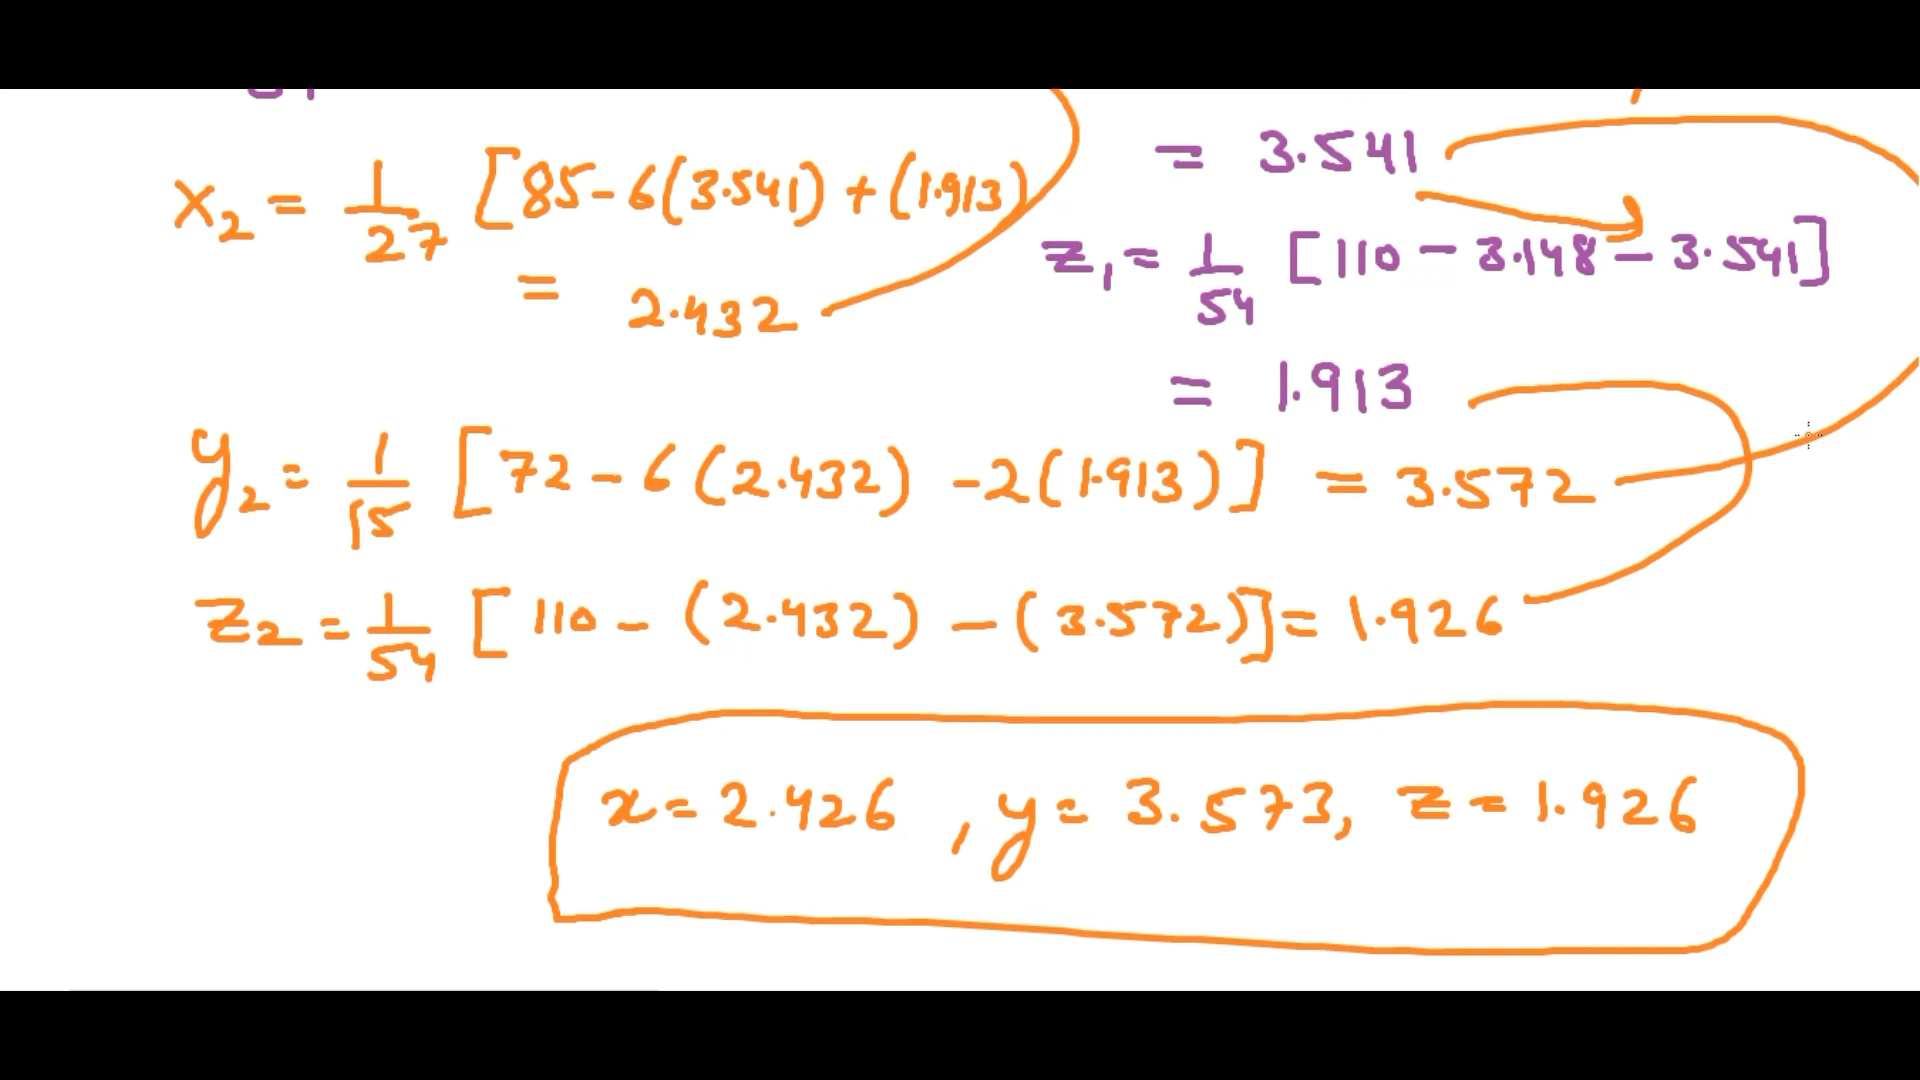 = 3.541
x₂ = 1/27 [85-6(3.541) + (1.913)
= 2.432
z₁ = 1/54 [110 - 3.148 - 3.541]
= 1.913
y₂ = 1/15 [72 - 6(2.432) - 2(1.913)] = 3.572
z₂ = 1/54 [110 - (2.432) - (3.572)] = 1.926
x = 2.426, y = 3.573, z = 1.926